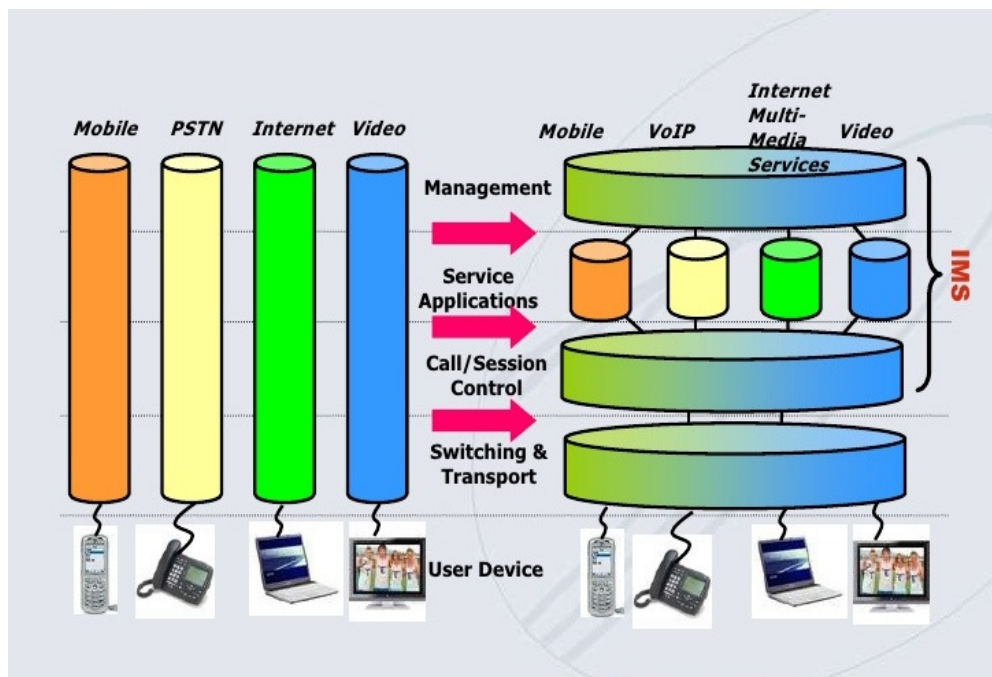 Mobile PSTN Internet Video
Mobile VoIP
Internet
Multi-
Media
Services
Video
Management
Service
Applications
Call/Session
Control
Switching &
Transport
User Device
IMS